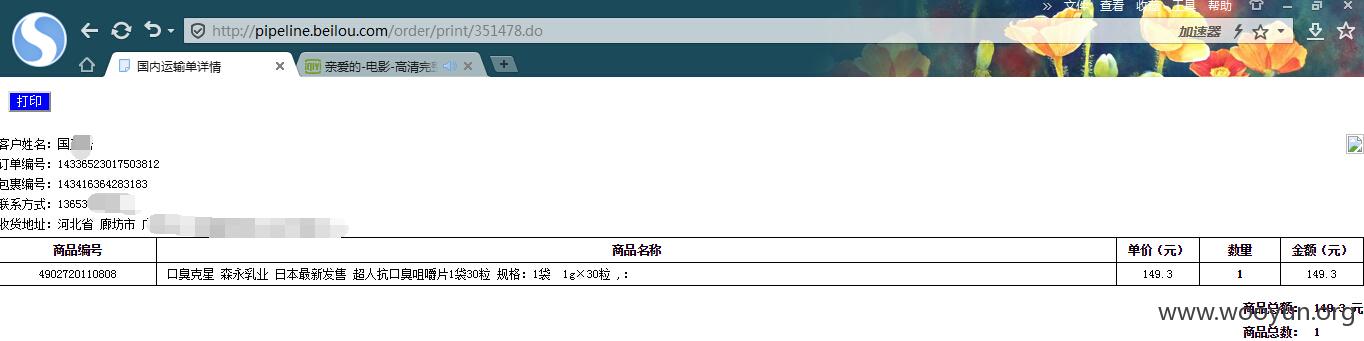 » 文件 查看 收藏 工具 帮助
http://pipeline.beilou.com/order/print/351478.do
加速器
国内运输单详情
亲爱的-电影-高清完整
打印
客户姓名：国
订单编号：14336523017503812
包裹编号：143416364283183
联系方式：13653
收货地址：河北省 廊坊市
商品编号 商品名称 单价（元） 数量 金额（元）
4902720110808 口臭克星 森永乳业 日本最新发售 超人抗口臭咀嚼片1袋30粒 规格：1袋 1g×30粒 ,： 149.3 1 149.3
商品总额： 149.3 元
www.wooyun.org
商品总数： 1